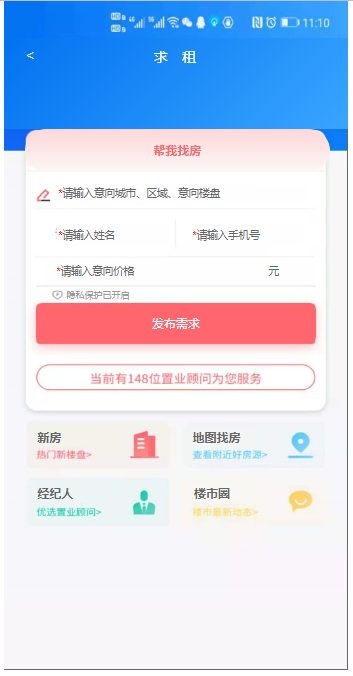 11:10
<
求 租
帮我找房
*请输入意向城市、区域、意向楼盘
*请输入姓名
*请输入手机号
*请输入意向价格
元
隐私保护已开启
发布需求
当前有148位置业顾问为您服务
新房
热门新楼盘>
地图找房
查看附近好房源>
经纪人
优选置业顾问>
楼市圆
楼市最新动态>